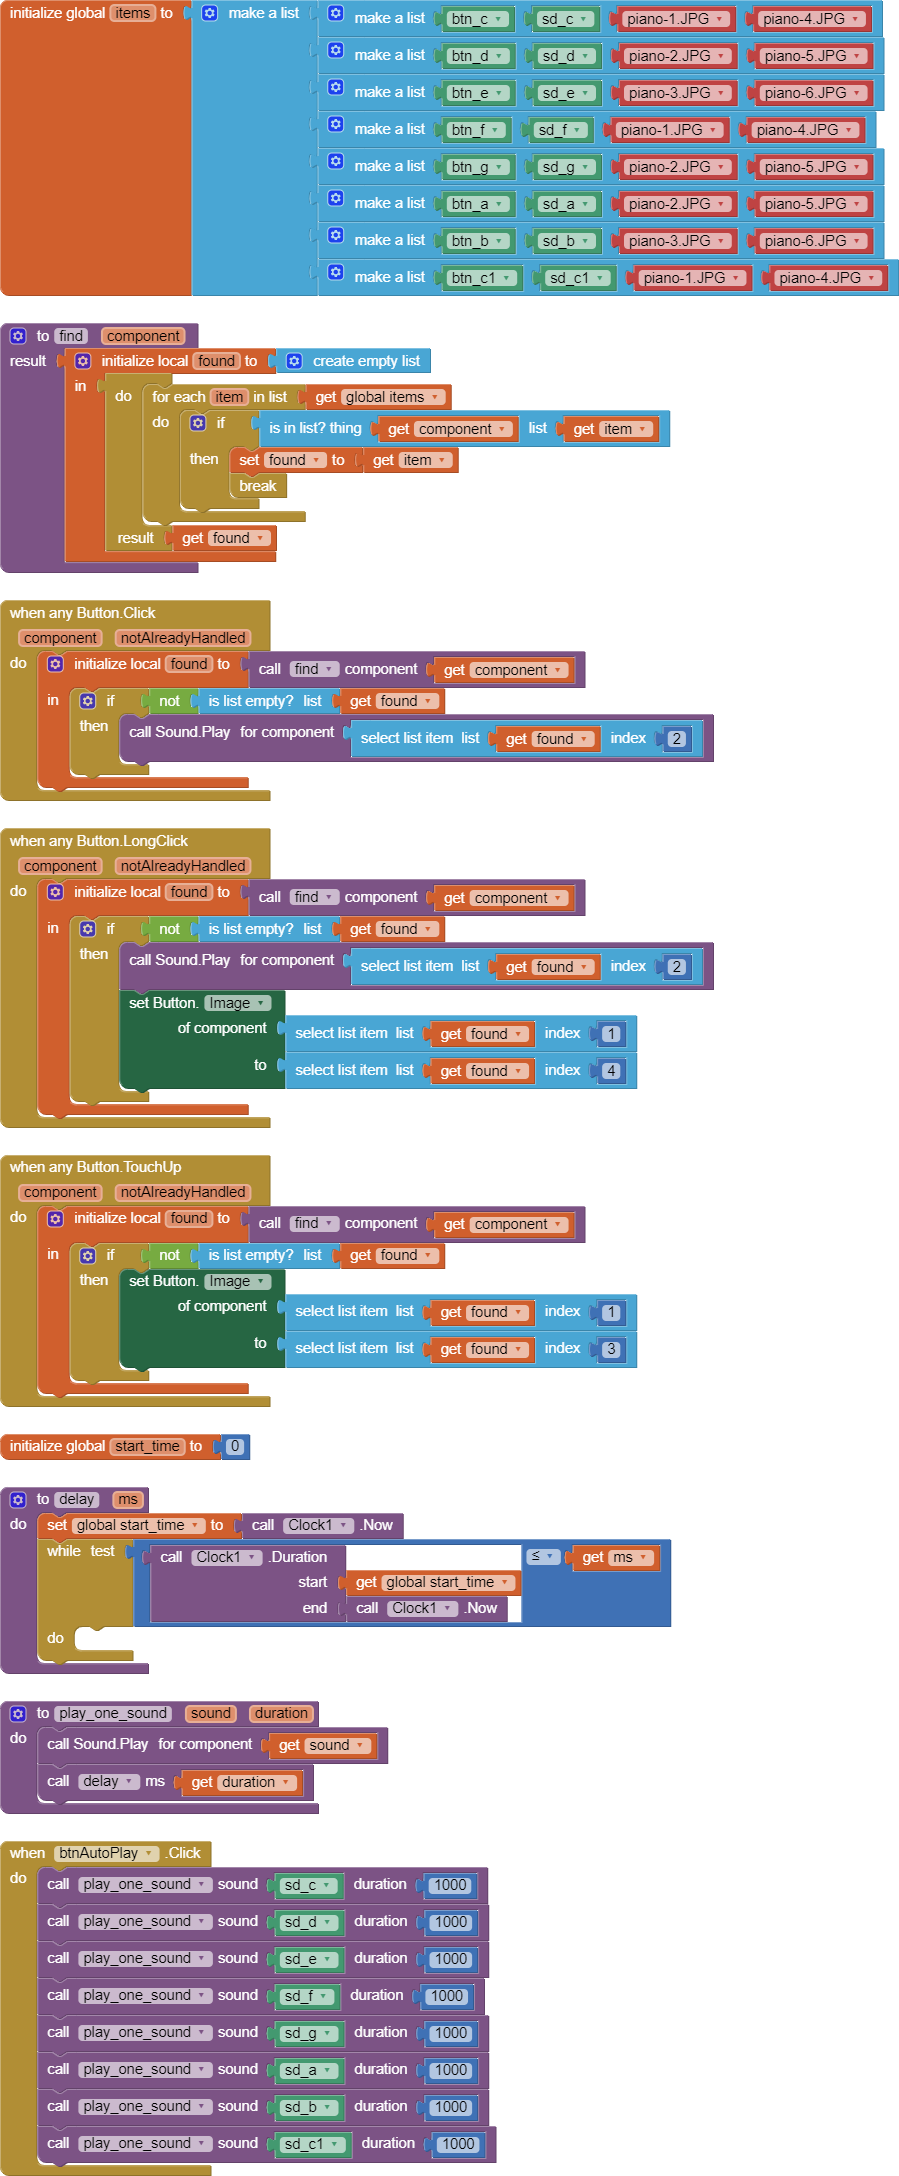 initialize global items to make a list make a list btn_c sd_c piano-1.JPG piano-4.JPG
make a list btn_d sd_d piano-2.JPG piano-5.JPG
make a list btn_e sd_e piano-3.JPG piano-6.JPG
make a list btn_f sd_f piano-1.JPG piano-4.JPG
make a list btn_g sd_g piano-2.JPG piano-5.JPG
make a list btn_a sd_a piano-2.JPG piano-5.JPG
make a list btn_b sd_b piano-3.JPG piano-6.JPG
make a list btn_c1 sd_c1 piano-1.JPG piano-4.JPG
to find component
result initialize local found to create empty list
in
do for each item in list get global items
do if is in list? thing get component list get item
then set found to get item
break
result get found
when any Button.Click
component notAlreadyHandled
do initialize local found to call find component get component
in if not is list empty? list get found
then call Sound.Play for component select list item list get found index 2
when any Button.LongClick
component notAlreadyHandled
do initialize local found to call find component get component
in if not is list empty? list get found
then call Sound.Play for component select list item list get found index 2
set Button. Image
of component select list item list get found index 1
to select list item list get found index 4
when any Button.TouchUp
component notAlreadyHandled
do initialize local found to call find component get component
in if not is list empty? list get found
then set Button. Image
of component select list item list get found index 1
to select list item list get found index 3
initialize global start_time to 0
to delay ms
do set global start_time to call Clock1 .Now
while test call Clock1 .Duration ≤ get ms
start get global start_time
end call Clock1 .Now
do
to play_one_sound sound duration
do call Sound.Play for component get sound
call delay ms get duration
when btnAutoPlay .Click
do call play_one_sound sound sd_c duration 1000
call play_one_sound sound sd_d duration 1000
call play_one_sound sound sd_e duration 1000
call play_one_sound sound sd_f duration 1000
call play_one_sound sound sd_g duration 1000
call play_one_sound sound sd_a duration 1000
call play_one_sound sound sd_b duration 1000
call play_one_sound sound sd_c1 duration 1000